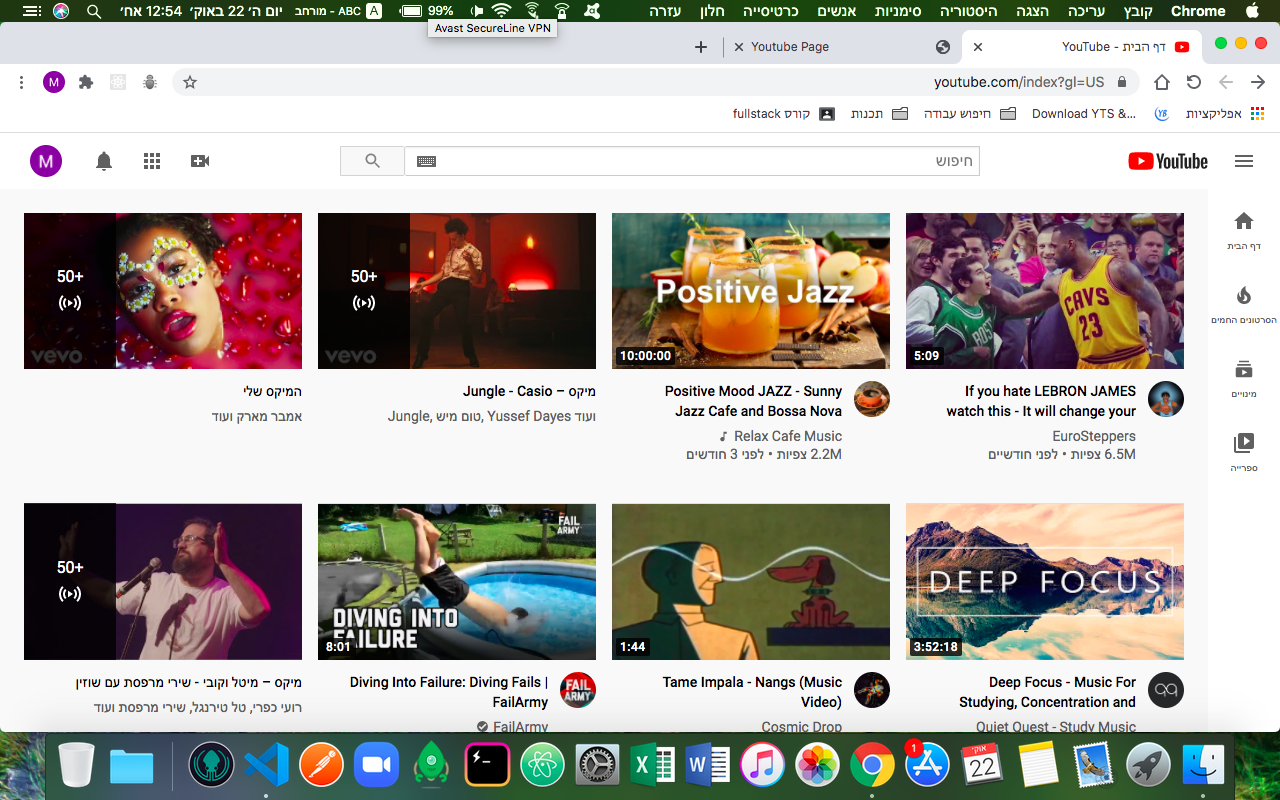 Chrome קובץ עריכה הצגה היסטוריה סימניות אנשים כרטיסייה חלון עזרה
99% ABC - מורחב A יום ה׳ 22 באוק׳ 12:54 אח׳
Avast SecureLine VPN
דף הבית - YouTube
Youtube Page
youtube.com/index?gl=US
M
אפליקציות
Download YTS &...
חיפוש עבודה
תכנות
קורס fullstack
YouTube
חיפוש
M
דף הבית
הסרטונים החמים
מינויים
ספרייה
CAVS
23
BOST
5:09
If you hate LEBRON JAMES
watch this - It will change your
EuroSteppers
6.5M צפיות • לפני חודשיים
Positive Jazz
10:00:00
Positive Mood JAZZ - Sunny
Jazz Cafe and Bossa Nova
Relax Cafe Music
2.2M צפיות • לפני 3 חודשים
50+
vevo
מיקס – Jungle - Casio
Jungle, טום מיש, Yussef Dayes ועוד
50+
vevo
המיקס שלי
אמבר מארק ועוד
DEEP FOCUS
3:52:18
Deep Focus - Music For
Studying, Concentration and
Quiet Quest - Study Music
1:44
Tame Impala - Nangs (Music
Video)
Cosmic Drop
FAIL
ARMY
DIVING INTO
FAILURE
8:01
Diving Into Failure: Diving Fails |
FailArmy
FAIL
ARMY
FailArmy
50+
מיקס – מיטל וקובי - שירי מרפסת עם שוזין
רועי כפרי, טל טירנגל, שירי מרפסת ועוד
1
אוק׳
22